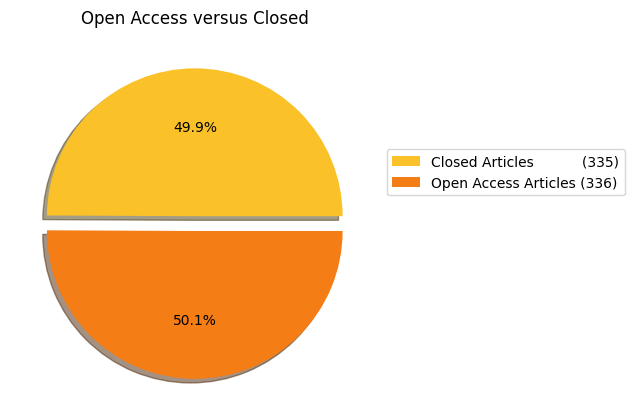 Open Access versus Closed
49.9%
Closed Articles (335)
Open Access Articles (336)
50.1%